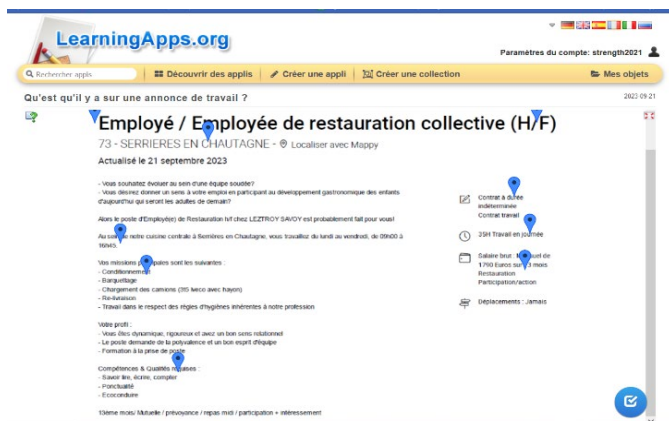 LearningApps.org
Paramètres du compte: strength2021
Rechercher applis
Découvrir des applis
Créer une appli
Créer une collection
Mes objets
Qu'est qu'il y a sur une annonce de travail ?
2023-09-21
Employé / Employée de restauration collective (H/F)
73 - SERRIERES EN CHAUTAGNE - Localiser avec Mappy
Actualisé le 21 septembre 2023
- Vous souhaitez évoluer au sein d'une équipe soudée?
- Vous désirez donner un sens à votre emploi en participant au développement gastronomique des enfants
d'aujourd'hui qui seront les adultes de demain?
Alors le poste d'Employé(e) de Restauration h/f chez LEZTROY SAVOY est probablement fait pour vous!
Au sein de notre cuisine centrale à Serrières en Chautagne, vous travaillez du lundi au vendredi, de 09h00 à
16h45.
Vos missions principales sont les suivantes :
- Conditionnement
- Barquettage
- Chargement des camions (35 Iveco avec hayon)
- Re-livraison
- Travail dans le respect des règles d'hygiènes inhérentes à notre profession
Votre profil :
- Vous êtes dynamique, rigoureux et avez un bon sens relationnel
- Le poste demande de la polyvalence et un bon esprit d'équipe
- Formation à la prise de poste
Compétences & Qualités requises :
- Savoir lire, écrire, compter
- Ponctualité
- Ecoconduire
13ème mois/ Mutuelle / prévoyance / repas midi / participation + intéressement
Contrat à durée
indéterminée
Contrat travail
35H Travail en journée
Salaire brut : Mensuel de
1790 Euros sur 13 mois
Restauration
Participation/action
Déplacements : Jamais